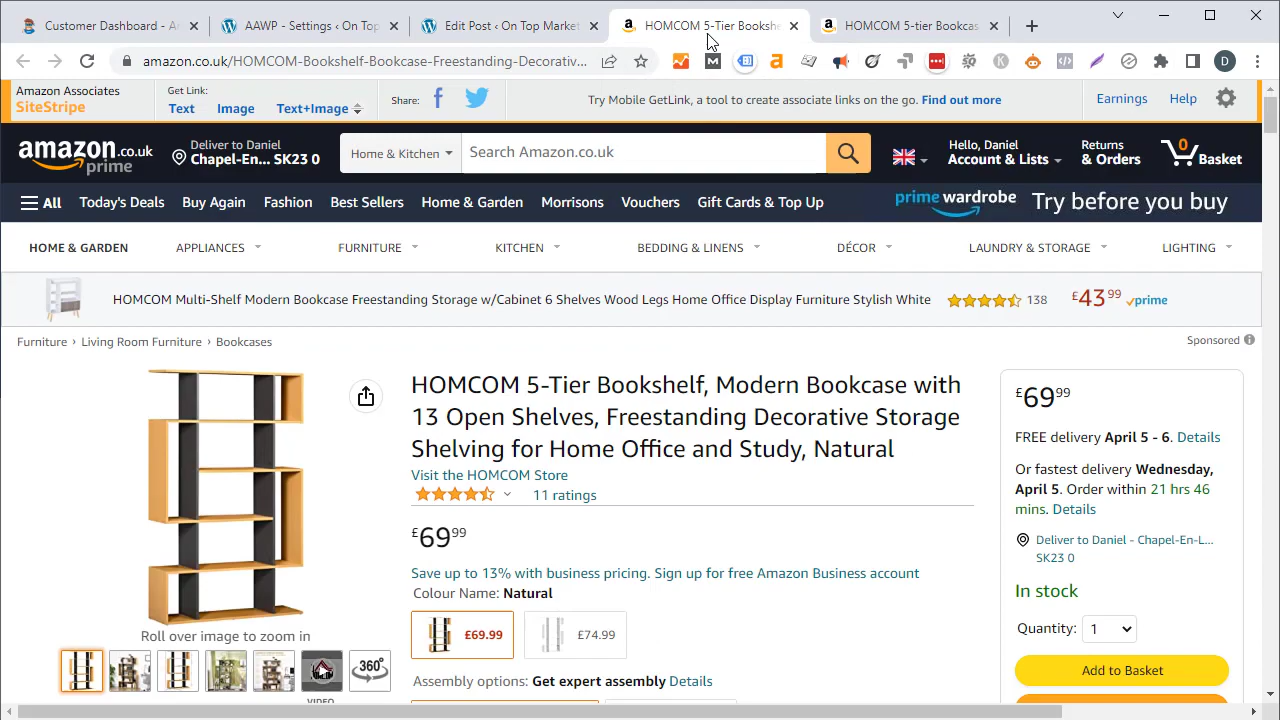 Customer Dashboard - A
AAWP - Settings ‹ On Top
Edit Post ‹ On Top Market
HOMCOM 5-Tier Bookshe
HOMCOM 5-tier Bookcas
amazon.co.uk/HOMCOM-Bookshelf-Bookcase-Freestanding-Decorativ...
D
Amazon Associates
SiteStripe
Get Link:
Text
Image
Text+Image
Share:
Try Mobile GetLink, a tool to create associate links on the go. Find out more
Earnings
Help
amazon.co.uk
prime
Deliver to Daniel
Chapel-En... SK23 0
Home & Kitchen
Search Amazon.co.uk
Hello, Daniel
Account & Lists
Returns
& Orders
0
Basket
All
Today's Deals
Buy Again
Fashion
Best Sellers
Home & Garden
Morrisons
Vouchers
Gift Cards & Top Up
prime wardrobe
Try before you buy
HOME & GARDEN
APPLIANCES
FURNITURE
KITCHEN
BEDDING & LINENS
DÉCOR
LAUNDRY & STORAGE
LIGHTING
HOMCOM Multi-Shelf Modern Bookcase Freestanding Storage w/Cabinet 6 Shelves Wood Legs Home Office Display Furniture Stylish White
138
£43 99
prime
Furniture › Living Room Furniture › Bookcases
Sponsored
HOMCOM 5-Tier Bookshelf, Modern Bookcase with
13 Open Shelves, Freestanding Decorative Storage
Shelving for Home Office and Study, Natural
Visit the HOMCOM Store
11 ratings
£69 99
Save up to 13% with business pricing. Sign up for free Amazon Business account
Colour Name: Natural
£69.99
£74.99
Assembly options: Get expert assembly Details
Roll over image to zoom in
360°
VIDEO
£69 99
FREE delivery April 5 - 6. Details
Or fastest delivery Wednesday,
April 5. Order within 21 hrs 46
mins. Details
Deliver to Daniel - Chapel-En-L...
SK23 0
In stock
Quantity: 1
Add to Basket